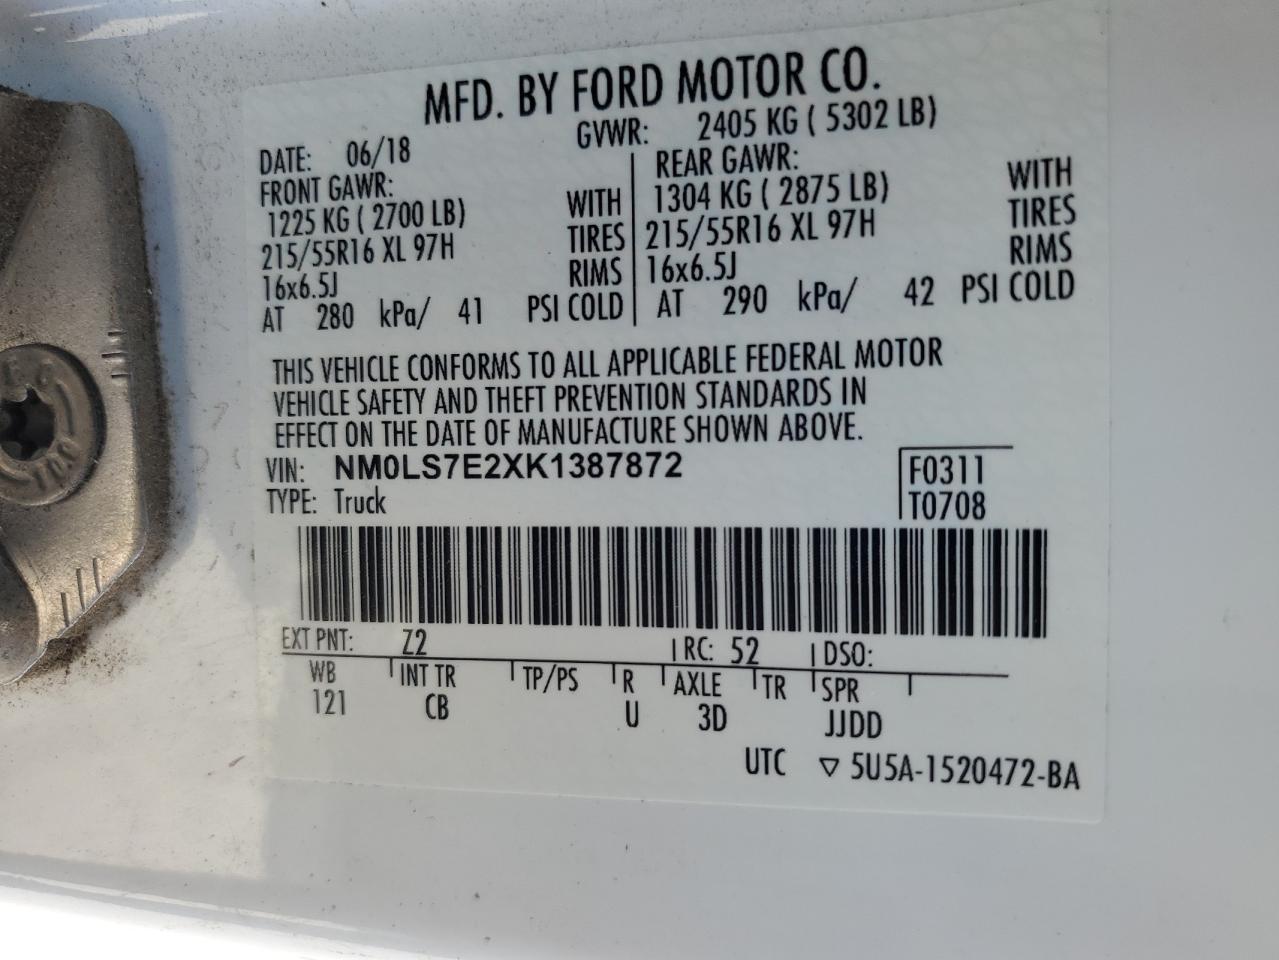 MFD. BY FORD MOTOR CO.
DATE: 06/18 GVWR: 2405 KG ( 5302 LB)
FRONT GAWR: REAR GAWR:
1225 KG ( 2700 LB) WITH 1304 KG ( 2875 LB) WITH
215/55R16 XL 97H TIRES 215/55R16 XL 97H TIRES
16x6.5J RIMS 16x6.5J RIMS
AT 280 kPa/ 41 PSI COLD AT 290 kPa/ 42 PSI COLD
THIS VEHICLE CONFORMS TO ALL APPLICABLE FEDERAL MOTOR
VEHICLE SAFETY AND THEFT PREVENTION STANDARDS IN
EFFECT ON THE DATE OF MANUFACTURE SHOWN ABOVE.
VIN: NM0LS7E2XK1387872 F0311
TYPE: Truck T0708
EXT PNT: Z2 RC: 52 DSO:
WB INT TR TP/PS R AXLE TR SPR
121 CB U 3D JJDD
UTC ▽ 5U5A-1520472-BA